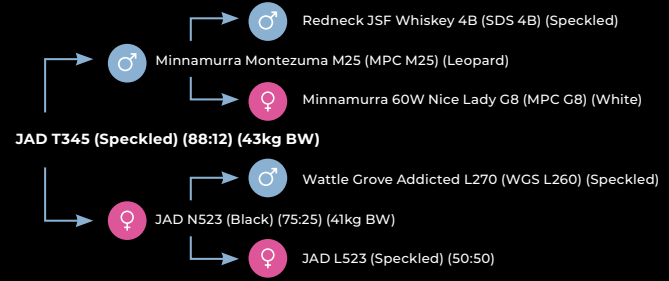 Redneck JSF Whiskey 4B (SDS 4B) (Speckled)
Minnamurra Montezuma M25 (MPC M25) (Leopard)
Minnamurra 60W Nice Lady G8 (MPC G8) (White)
JAD T345 (Speckled) (88:12) (43kg BW)
Wattle Grove Addicted L270 (WGS L260) (Speckled)
JAD N523 (Black) (75:25) (41kg BW)
JAD L523 (Speckled) (50:50)